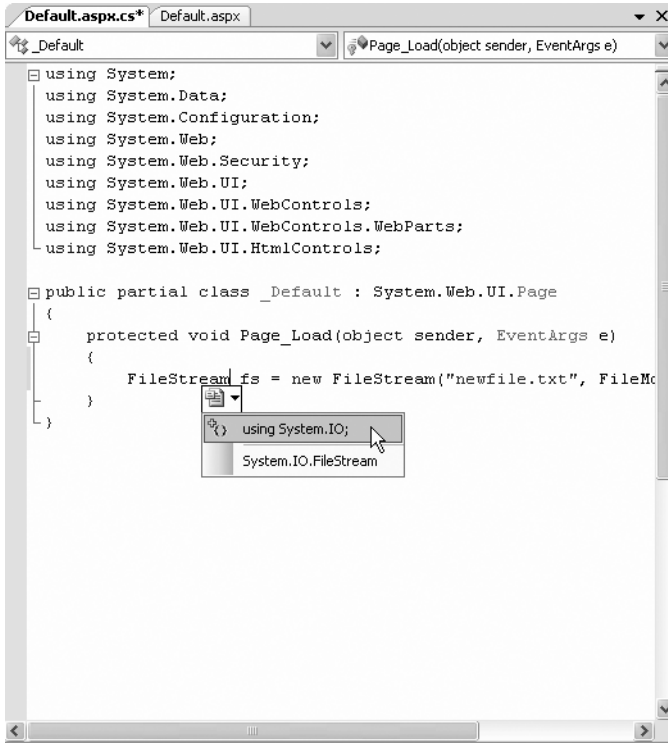 Default.aspx.cs* Default.aspx
_Default Page_Load(object sender, EventArgs e)
using System;
using System.Data;
using System.Configuration;
using System.Web;
using System.Web.Security;
using System.Web.UI;
using System.Web.UI.WebControls;
using System.Web.UI.WebControls.WebParts;
using System.Web.UI.HtmlControls;
public partial class _Default : System.Web.UI.Page
{
protected void Page_Load(object sender, EventArgs e)
{
FileStream fs = new FileStream("newfile.txt", FileMo
}
}
using System.IO;
System.IO.FileStream